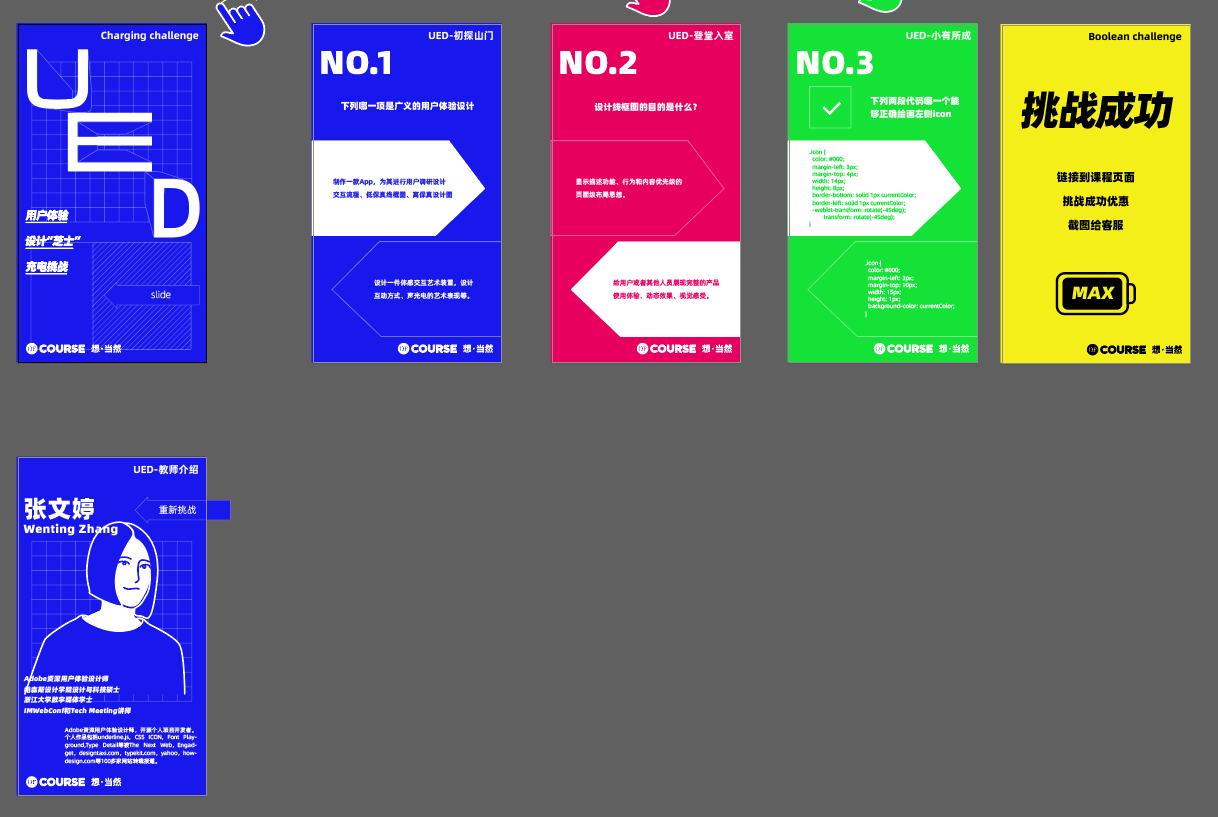 Charging challenge
U
E
D
用户体验
设计"芝士"
充电挑战
slide
COURSE 想·当然
UED-初探山门
NO.1
下列哪一项是广义的用户体验设计
制作一款App，为其进行用户调研设计
交互流程、低保真线框图、高保真设计图
设计一件体感交互艺术装置，设计
互动方式、声光电的艺术表现等。
COURSE 想·当然
UED-登堂入室
NO.2
设计线框图的目的是什么？
显示描述功能、行为和内容优先级的
页面级布局思想。
给用户或者其他人员展现完整的产品
使用体验、动态效果、视觉感受。
COURSE 想·当然
UED-小有所成
NO.3
下列两段代码哪一个能
够正确绘画左侧icon
.icon {
color: #000;
margin-left: 3px;
margin-top: 4px;
width: 14px;
height: 8px;
border-bottom: solid 1px currentColor;
border-left: solid 1px currentColor;
-webkit-transform: rotate(-45deg);
transform: rotate(-45deg);
}
.icon {
color: #000;
margin-left: 3px;
margin-top: 10px;
width: 15px;
height: 1px;
background-color: currentColor;
}
COURSE 想·当然
Boolean challenge
挑战成功
链接到课程页面
挑战成功优惠
截图给客服
MAX
COURSE 想·当然
UED-教师介绍
张文婷
重新挑战
Wenting Zhang
Adobe资深用户体验设计师
帕森斯设计学院设计与科技硕士
浙江大学数字媒体学士
IMWebConf和Tech Meeting讲师
Adobe资深用户体验设计师，开源个人项目开发者。
个人作品包括underline.js, CSS ICON, Font Play-
ground,Type Detail等被The Next Web, Engad-
get, designtaxi.com, typekit.com, yahoo, how-
design.com等100多家网站转载报道。
COURSE 想·当然